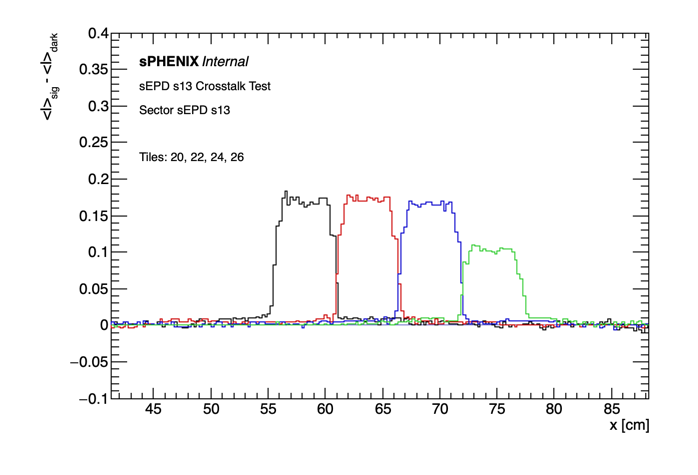 0.4
<I>sig - <I>dark
0.35
sPHENIX Internal
sEPD s13 Crosstalk Test
0.3
Sector sEPD s13
0.25
Tiles: 20, 22, 24, 26
0.2
0.15
0.1
0.05
0
−0.05
−0.1
45 50 55 60 65 70 75 80 85
x [cm]